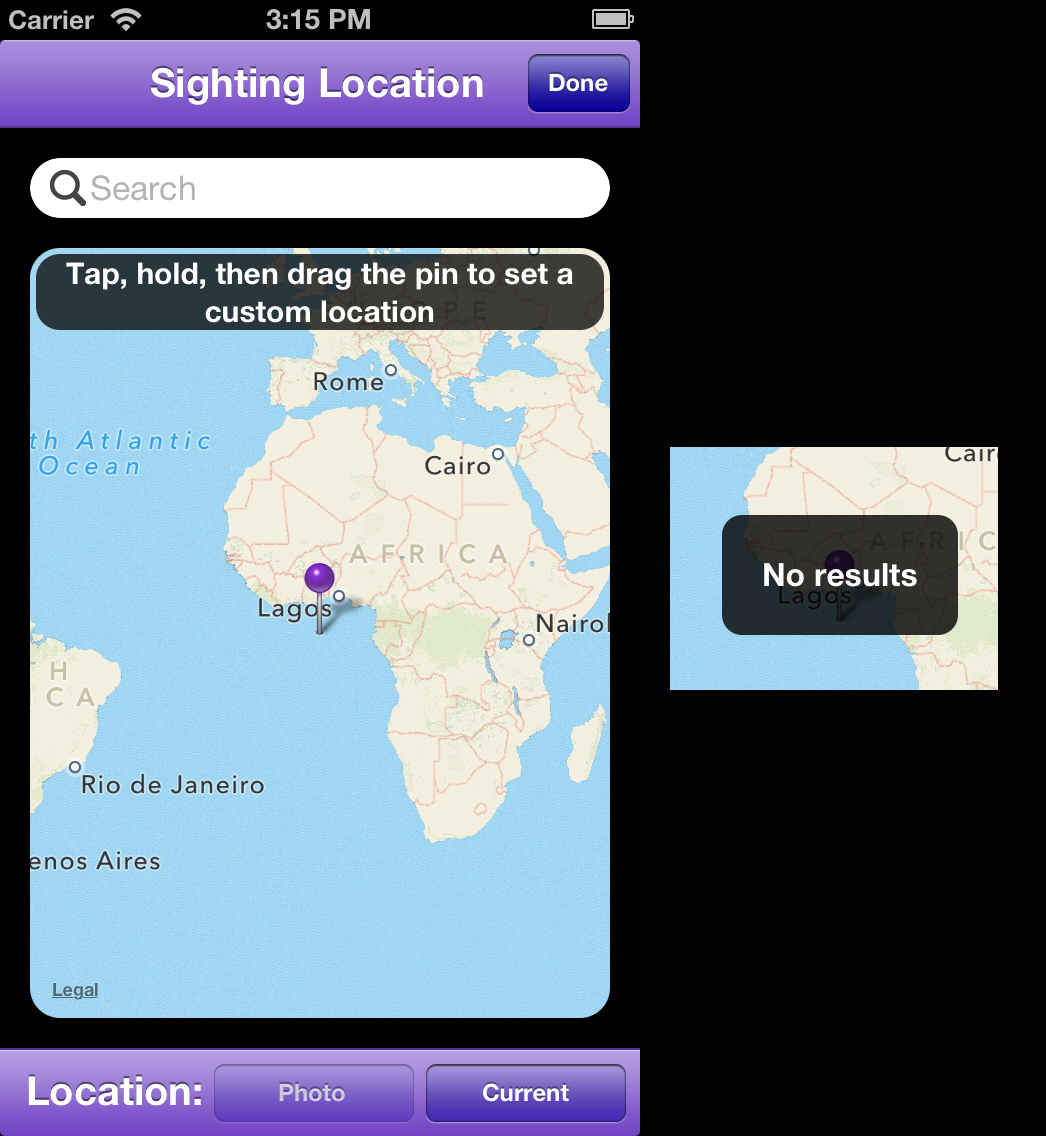 Carrier 3:15 PM
Sighting Location Done
Search
Tap, hold, then drag the pin to set a
custom location
P E
Rome
th Atlantic
Ocean
Cairo
AFRICA
Lagos
Nairol
H
CA
Rio de Janeiro
enos Aires
Legal
Location: Photo Current
Cair
AFRIC
No results
Lagos